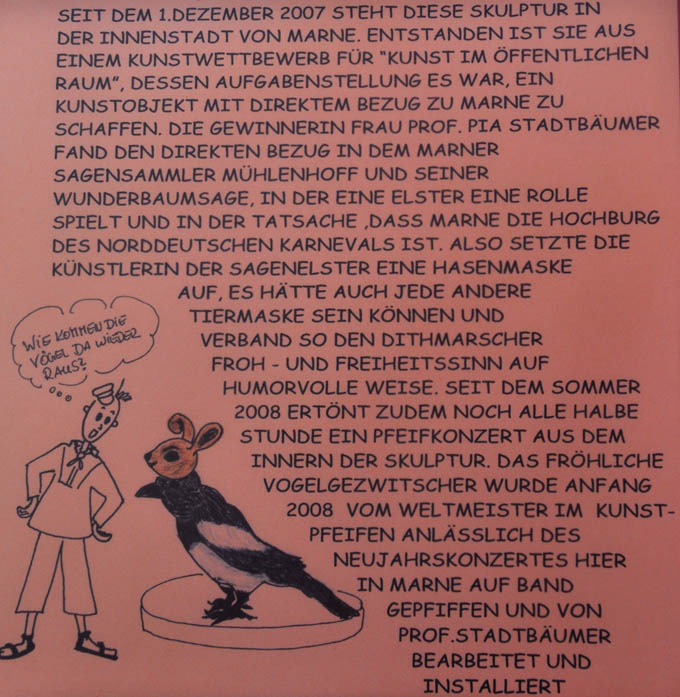 SEIT DEM 1.DEZEMBER 2007 STEHT DIESE SKULPTUR IN
DER INNENSTADT VON MARNE. ENTSTANDEN IST SIE AUS
EINEM KUNSTWETTBEWERB FÜR “KUNST IM ÖFFENTLICHEN
RAUM”, DESSEN AUFGABENSTELLUNG ES WAR, EIN
KUNSTOBJEKT MIT DIREKTEM BEZUG ZU MARNE ZU
SCHAFFEN. DIE GEWINNERIN FRAU PROF. PIA STADTBÄUMER
FAND DEN DIREKTEN BEZUG IN DEM MARNER
SAGENSAMMLER MÜHLENHOFF UND SEINER
WUNDERBAUMSAGE, IN DER EINE ELSTER EINE ROLLE
SPIELT UND IN DER TATSACHE ,DASS MARNE DIE HOCHBURG
DES NORDDEUTSCHEN KARNEVALS IST. ALSO SETZTE DIE
KÜNSTLERIN DER SAGENELSTER EINE HASENMASKE
AUF, ES HÄTTE AUCH JEDE ANDERE
TIERMASKE SEIN KÖNNEN UND
VERBAND SO DEN DITHMARSCHER
FROH - UND FREIHEITSSINN AUF
HUMORVOLLE WEISE. SEIT DEM SOMMER
2008 ERTÖNT ZUDEM NOCH ALLE HALBE
STUNDE EIN PFEIFKONZERT AUS DEM
INNERN DER SKULPTUR. DAS FRÖHLICHE
VOGELGEZWITSCHER WURDE ANFANG
2008 VOM WELTMEISTER IM KUNST-
PFEIFEN ANLÄSSLICH DES
NEUJAHRSKONZERTES HIER
IN MARNE AUF BAND
GEPFIFFEN UND VON
PROF.STADTBÄUMER
BEARBEITET UND
INSTALLIERT
WIE KOMMEN DIE
VÖGEL DA WIEDER
RAUS?